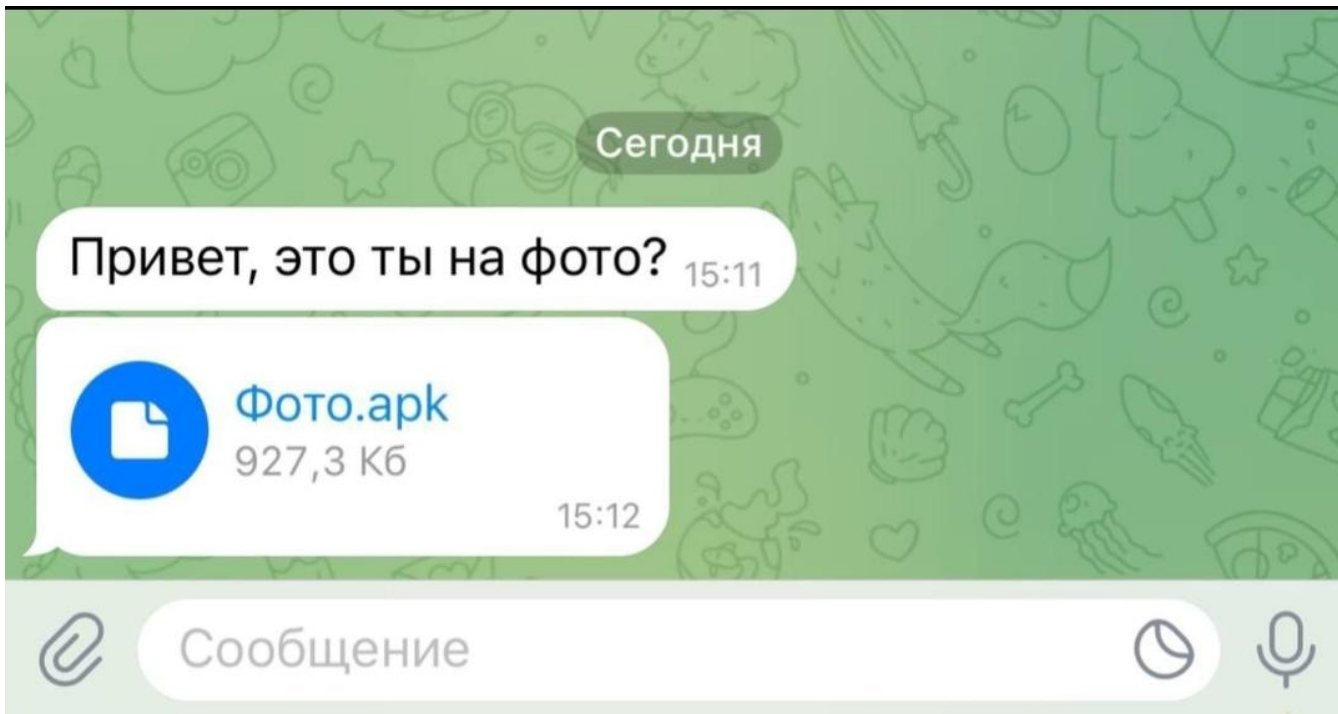 Сегодня
Привет, это ты на фото? 15:11
Фото.apk
927,3 Кб
15:12
Сообщение